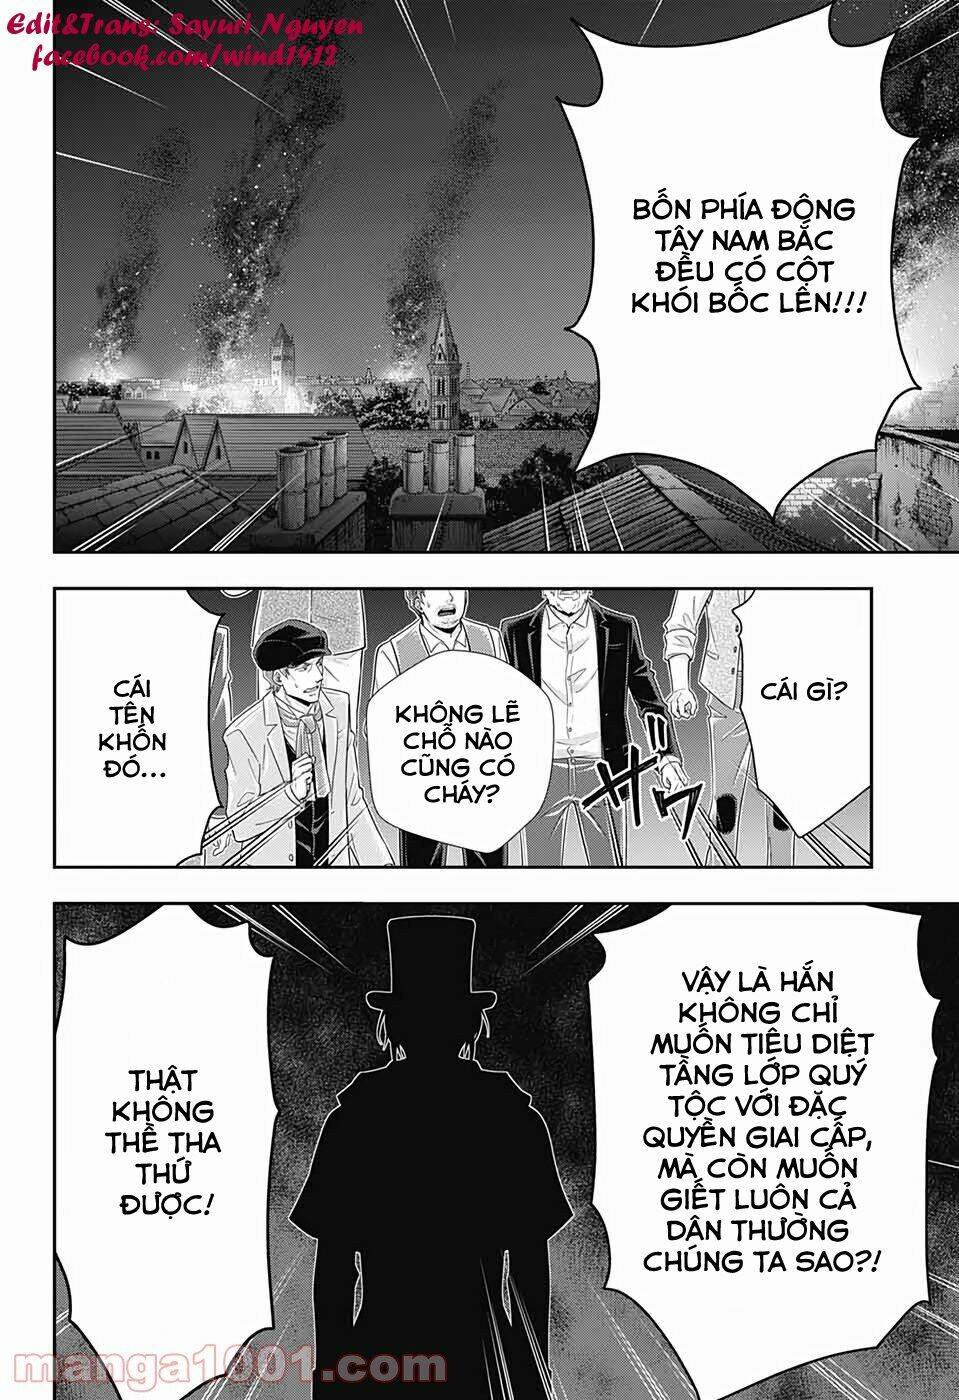 Edit&Trans: Sayuri Nguyen
facebook.com/wind1412
BỐN PHÍA ĐÔNG
TÂY NAM BẮC
ĐỀU CÓ CỘT
KHÓI BỐC LÊN!!!
CÁI GÌ?
KHÔNG LẼ
CHỖ NÀO
CŨNG CÓ
CHÁY?
ザワッ
CÁI
TÊN
KHỐN
ĐÓ...
VẬY LÀ HẮN
KHÔNG CHỈ
MUỐN TIÊU DIỆT
TẦNG LỚP QUÝ
TỘC VỚI ĐẶC
QUYỀN GIAI CẤP,
MÀ CÒN MUỐN
GIẾT LUÔN CẢ
DÂN THƯỜNG
CHÚNG TA SAO?!
THẬT
KHÔNG
THỂ THA
THỨ
ĐƯỢC!
manga1001.com